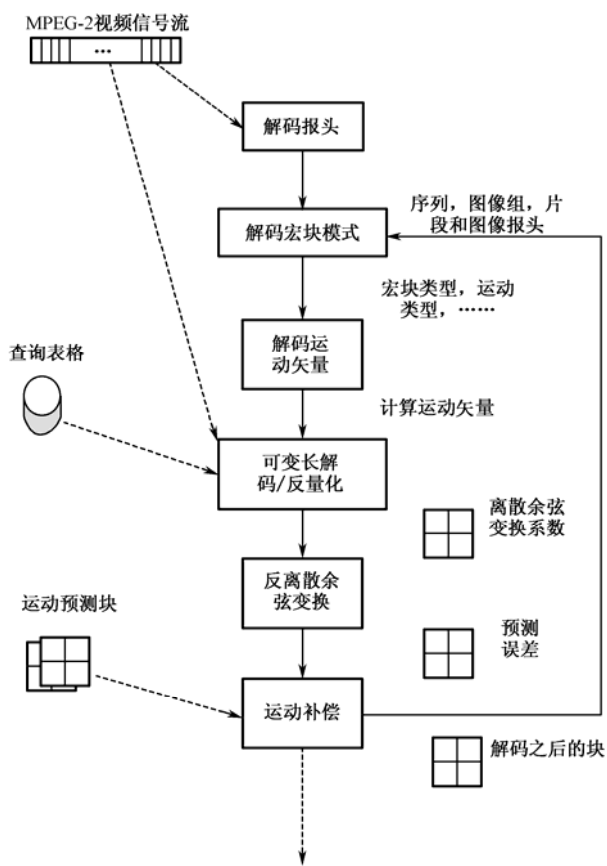 MPEG-2视频信号流
...
解码报头
序列，图像组，片
段和图像报头
解码宏块模式
宏块类型，运动
类型，……
解码运
动矢量
查询表格
计算运动矢量
可变长解
码/反量化
离散余弦
变换系数
反离散余
弦变换
运动预测块
预测
误差
运动补偿
解码之后的块